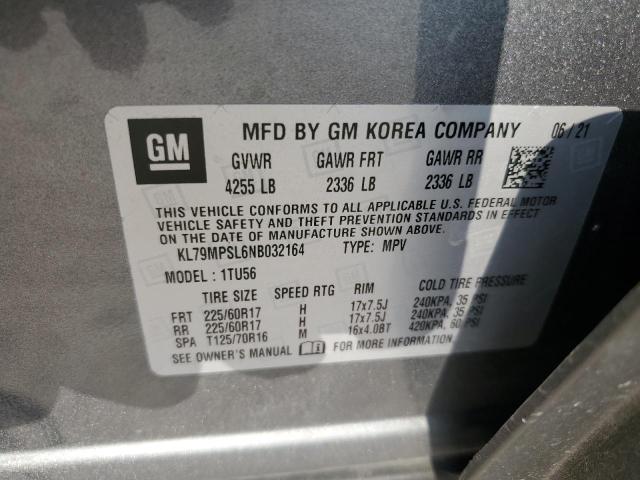 GM
MFD BY GM KOREA COMPANY 06/21
GVWR GAWR FRT GAWR RR
4255 LB 2336 LB 2336 LB
THIS VEHICLE CONFORMS TO ALL APPLICABLE U.S. FEDERAL MOTOR
VEHICLE SAFETY AND THEFT PREVENTION STANDARDS IN EFFECT
ON THE DATE OF MANUFACTURE SHOWN ABOVE.
KL79MPSL6NB032164 TYPE: MPV
MODEL: 1TU56
TIRE SIZE SPEED RTG RIM COLD TIRE PRESSURE
FRT 225/60R17 H 17x7.5J 240KPA, 35 PSI
RR 225/60R17 H 17x7.5J 240KPA, 35 PSI
SPA T125/70R16 M 16x4.0BT 420KPA, 60 PSI
SEE OWNER'S MANUAL FOR MORE INFORMATION.